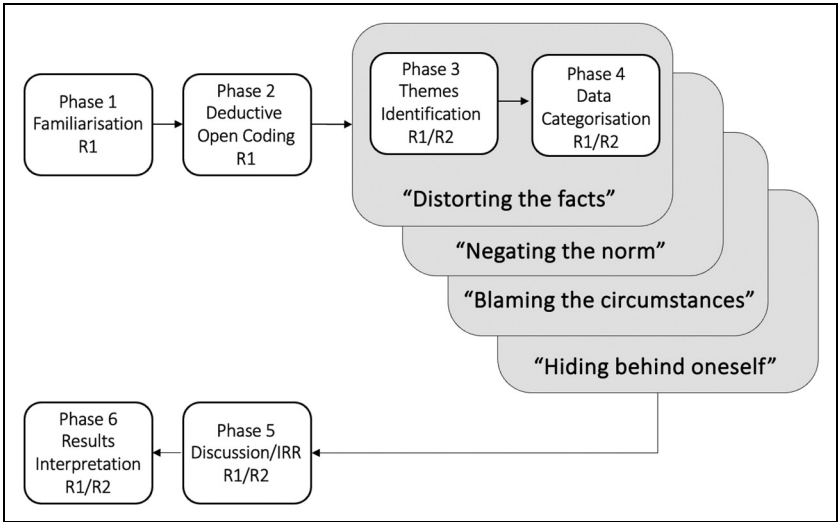 Phase 1
Familiarisation
R1
Phase 2
Deductive
Open Coding
R1
Phase 3
Themes
Identification
R1/R2
Phase 4
Data
Categorisation
R1/R2
“Distorting the facts”
“Negating the norm”
“Blaming the circumstances”
“Hiding behind oneself”
Phase 5
Discussion/IRR
R1/R2
Phase 6
Results
Interpretation
R1/R2